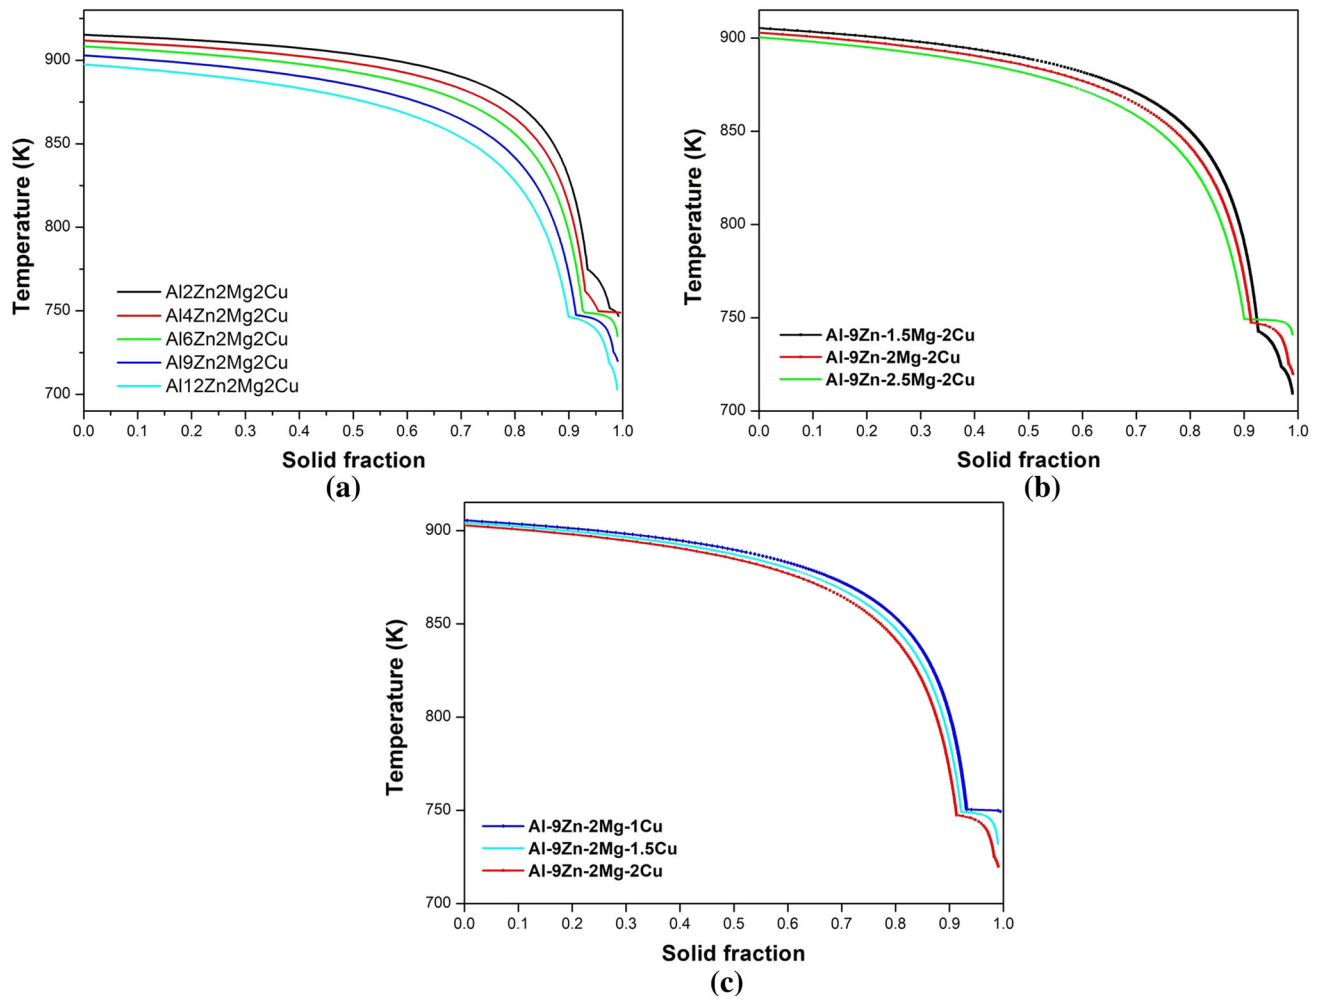 900
850
800
750
700
Temperature (K)
Al2Zn2Mg2Cu
Al4Zn2Mg2Cu
Al6Zn2Mg2Cu
Al9Zn2Mg2Cu
Al12Zn2Mg2Cu
0.0 0.1 0.2 0.3 0.4 0.5 0.6 0.7 0.8 0.9 1.0
Solid fraction
(a)
900
850
800
750
700
Temperature (K)
Al-9Zn-1.5Mg-2Cu
Al-9Zn-2Mg-2Cu
Al-9Zn-2.5Mg-2Cu
0.0 0.1 0.2 0.3 0.4 0.5 0.6 0.7 0.8 0.9 1.0
Solid fraction
(b)
900
850
800
750
700
Temperature (K)
Al-9Zn-2Mg-1Cu
Al-9Zn-2Mg-1.5Cu
Al-9Zn-2Mg-2Cu
0.0 0.1 0.2 0.3 0.4 0.5 0.6 0.7 0.8 0.9 1.0
Solid fraction
(c)